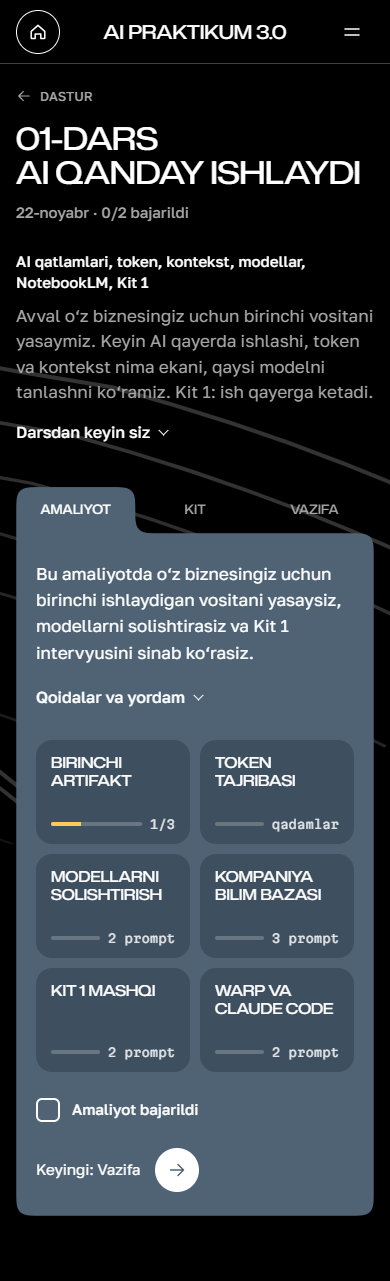 AI PRAKTIKUM 3.0
← DASTUR
01-DARS
AI QANDAY ISHLAYDI
22-noyabr · 0/2 bajarildi
AI qatlamlari, token, kontekst, modellar,
NotebookLM, Kit 1
Avval o‘z biznesingiz uchun birinchi vositani
yasaymiz. Keyin AI qayerda ishlashi, token
va kontekst nima ekani, qaysi modelni
tanlashni ko‘ramiz. Kit 1: ish qayerga ketadi.
Darsdan keyin siz
AMALIYOT KIT VAZIFA
Bu amaliyotda o‘z biznesingiz uchun
birinchi ishlaydigan vositani yasaysiz,
modellarni solishtirasiz va Kit 1
intervyusini sinab ko‘rasiz.
Qoidalar va yordam
BIRINCHI
ARTIFAKT
1/3
TOKEN
TAJRIBASI
qadamlar
MODELLARNI
SOLISHTIRISH
2 prompt
KOMPANIYA
BILIM BAZASI
3 prompt
KIT 1 MASHQI
2 prompt
WARP VA
CLAUDE CODE
2 prompt
Amaliyot bajarildi
Keyingi: Vazifa →